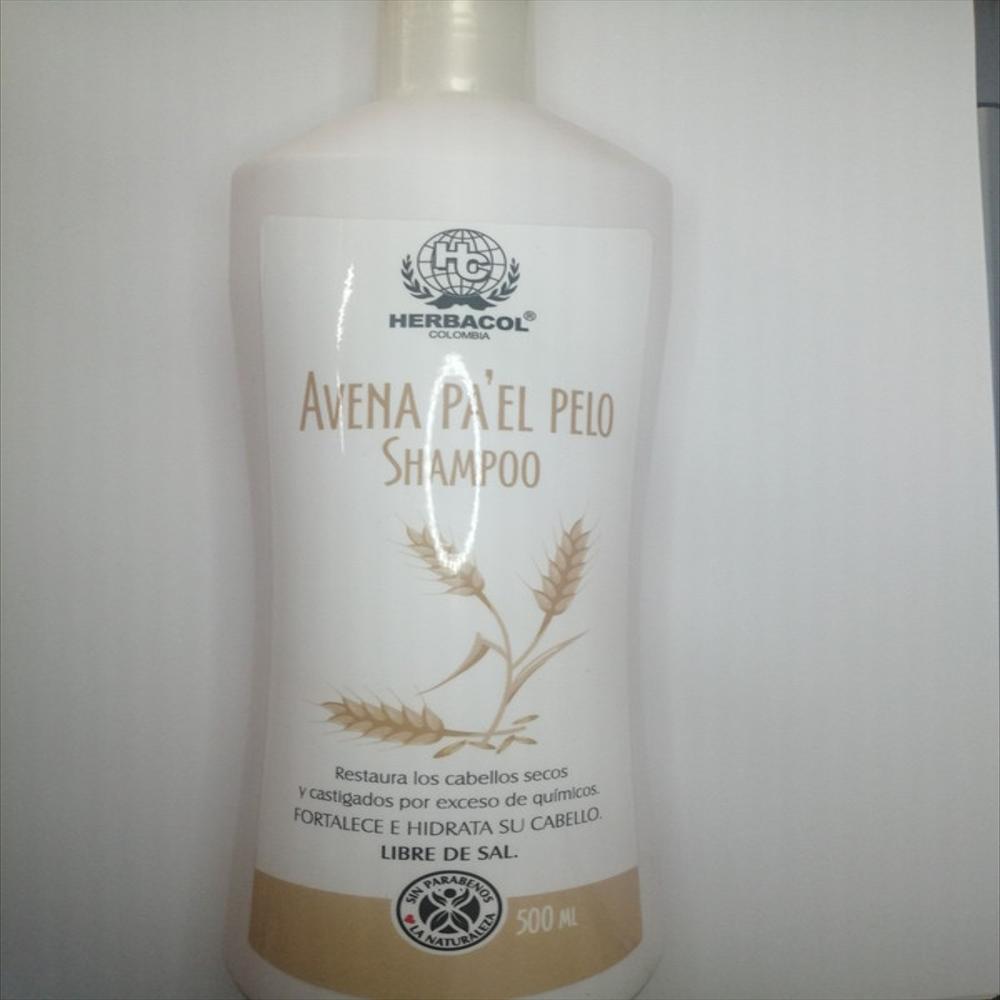 HC
HERBACOL®
COLOMBIA
AVENA PA'EL PELO
SHAMPOO
Restaura los cabellos secos
y castigados por exceso de químicos.
FORTALECE E HIDRATA SU CABELLO.
LIBRE DE SAL.
SIN PARABENOS
LA NATURALEZA
500 ML